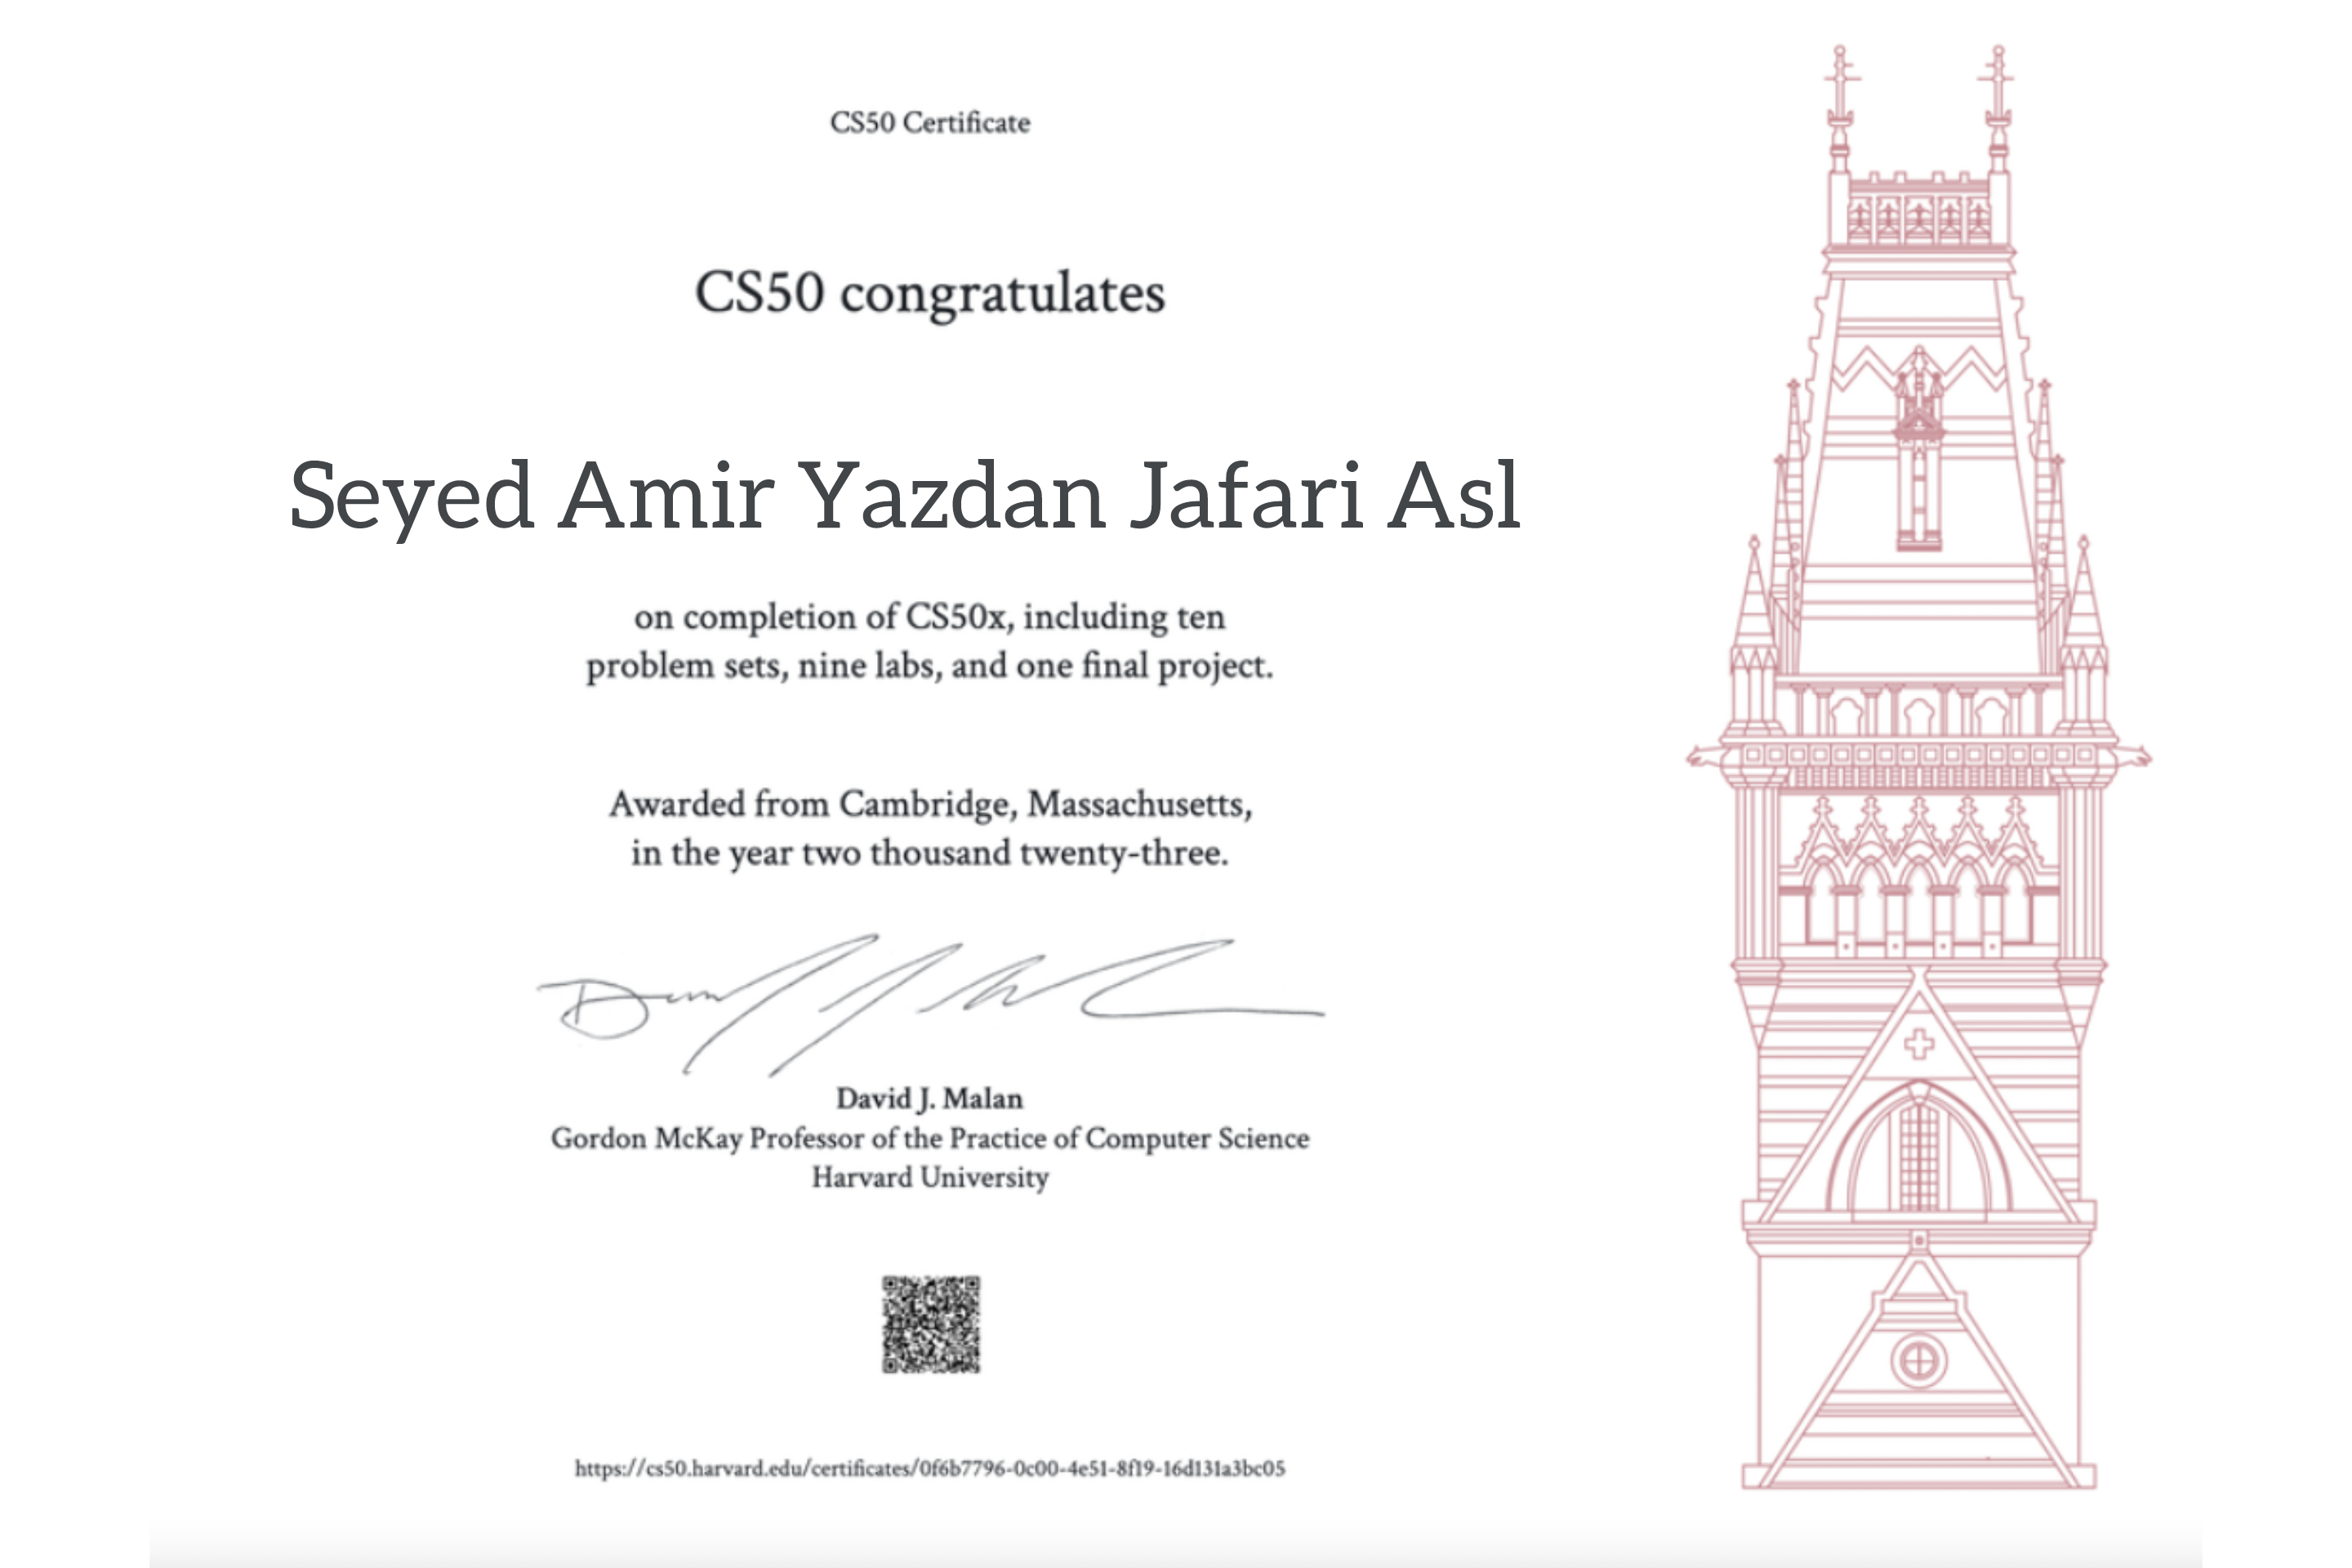 CS50 Certificate
CS50 congratulates
Seyed Amir Yazdan Jafari Asl
on completion of CS50x, including ten
problem sets, nine labs, and one final project.
Awarded from Cambridge, Massachusetts,
in the year two thousand twenty-three.
David J. Malan
Gordon McKay Professor of the Practice of Computer Science
Harvard University
https://cs50.harvard.edu/certificates/0f6b7796-0c00-4e51-8f19-16d131a3bc05